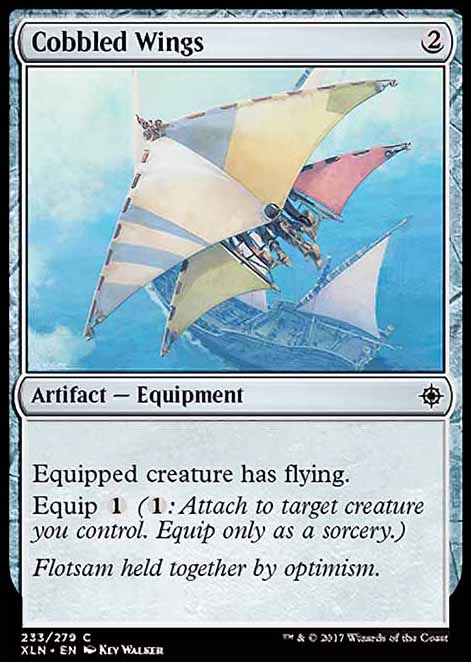 Cobbled Wings 2
Artifact — Equipment
Equipped creature has flying.
Equip 1 (1: Attach to target creature
you control. Equip only as a sorcery.)
Flotsam held together by optimism.
233/279 C
XLN • EN Key Walker
™ & © 2017 Wizards of the Coast